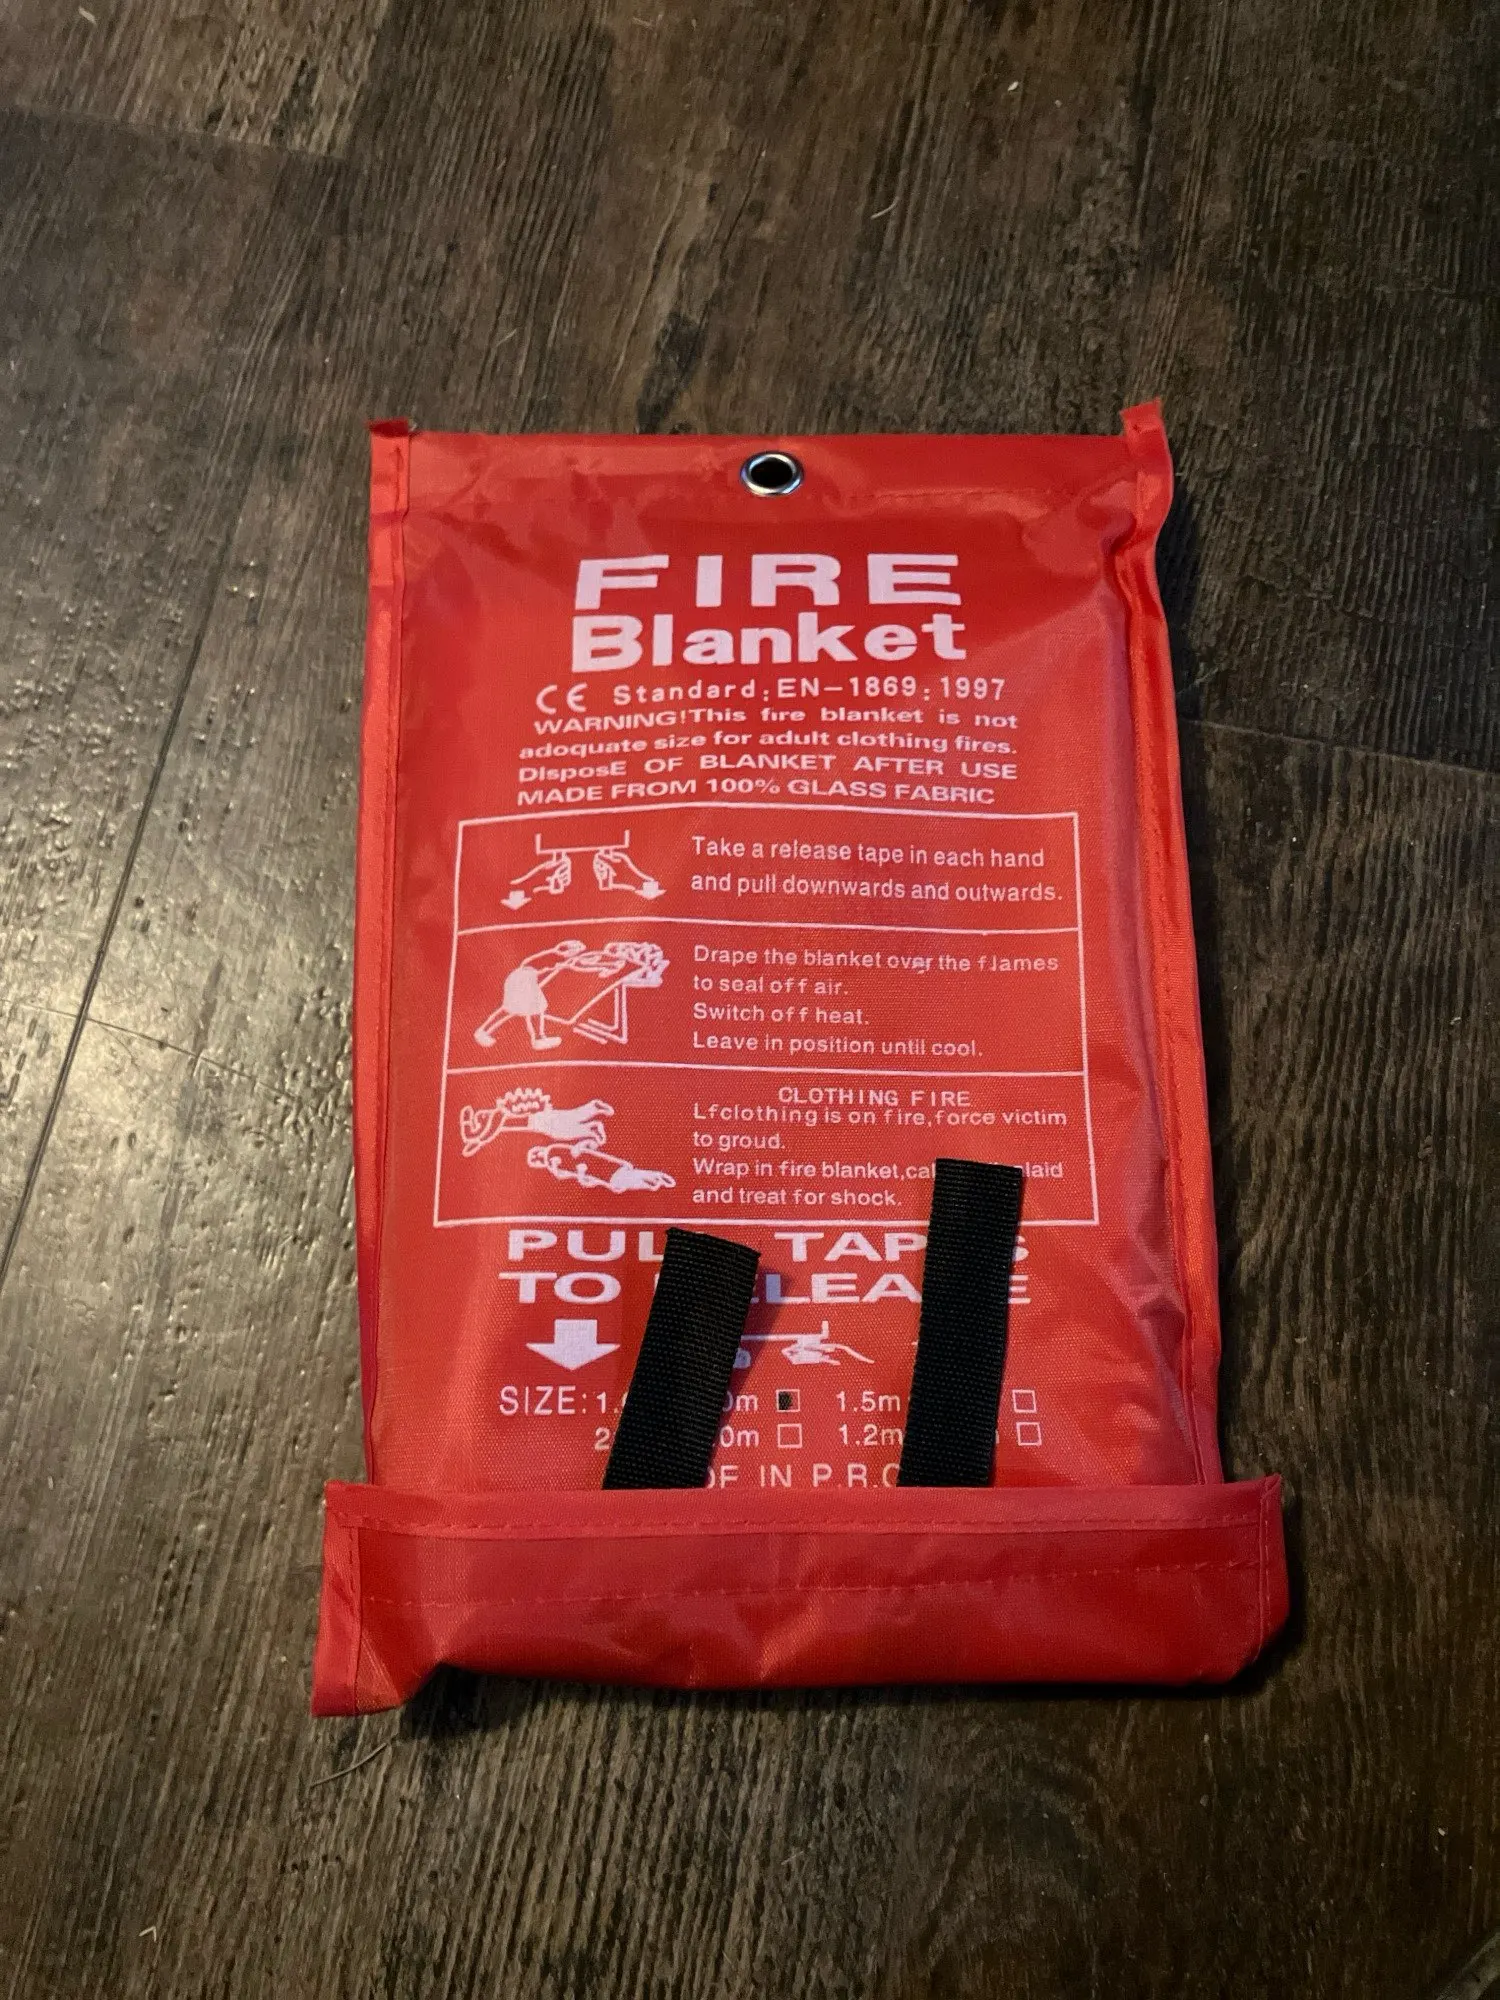 FIRE
Blanket
CE Standard:EN-1869:1997
WARNING!This fire blanket is not
adoquate size for adult clothing fires.
DisposE OF BLANKET AFTER USE
MADE FROM 100% GLASS FABRIC
Take a release tape in each hand
and pull downwards and outwards.
Drape the blanket over the flames
to seal off air.
Switch off heat.
Leave in position until cool.
CLOTHING FIRE
Lfclothing is on fire,force victim
to groud.
Wrap in fire blanket,
and treat for shock.
TO
SIZE: 1.5m
1.2m
IN P.R.C